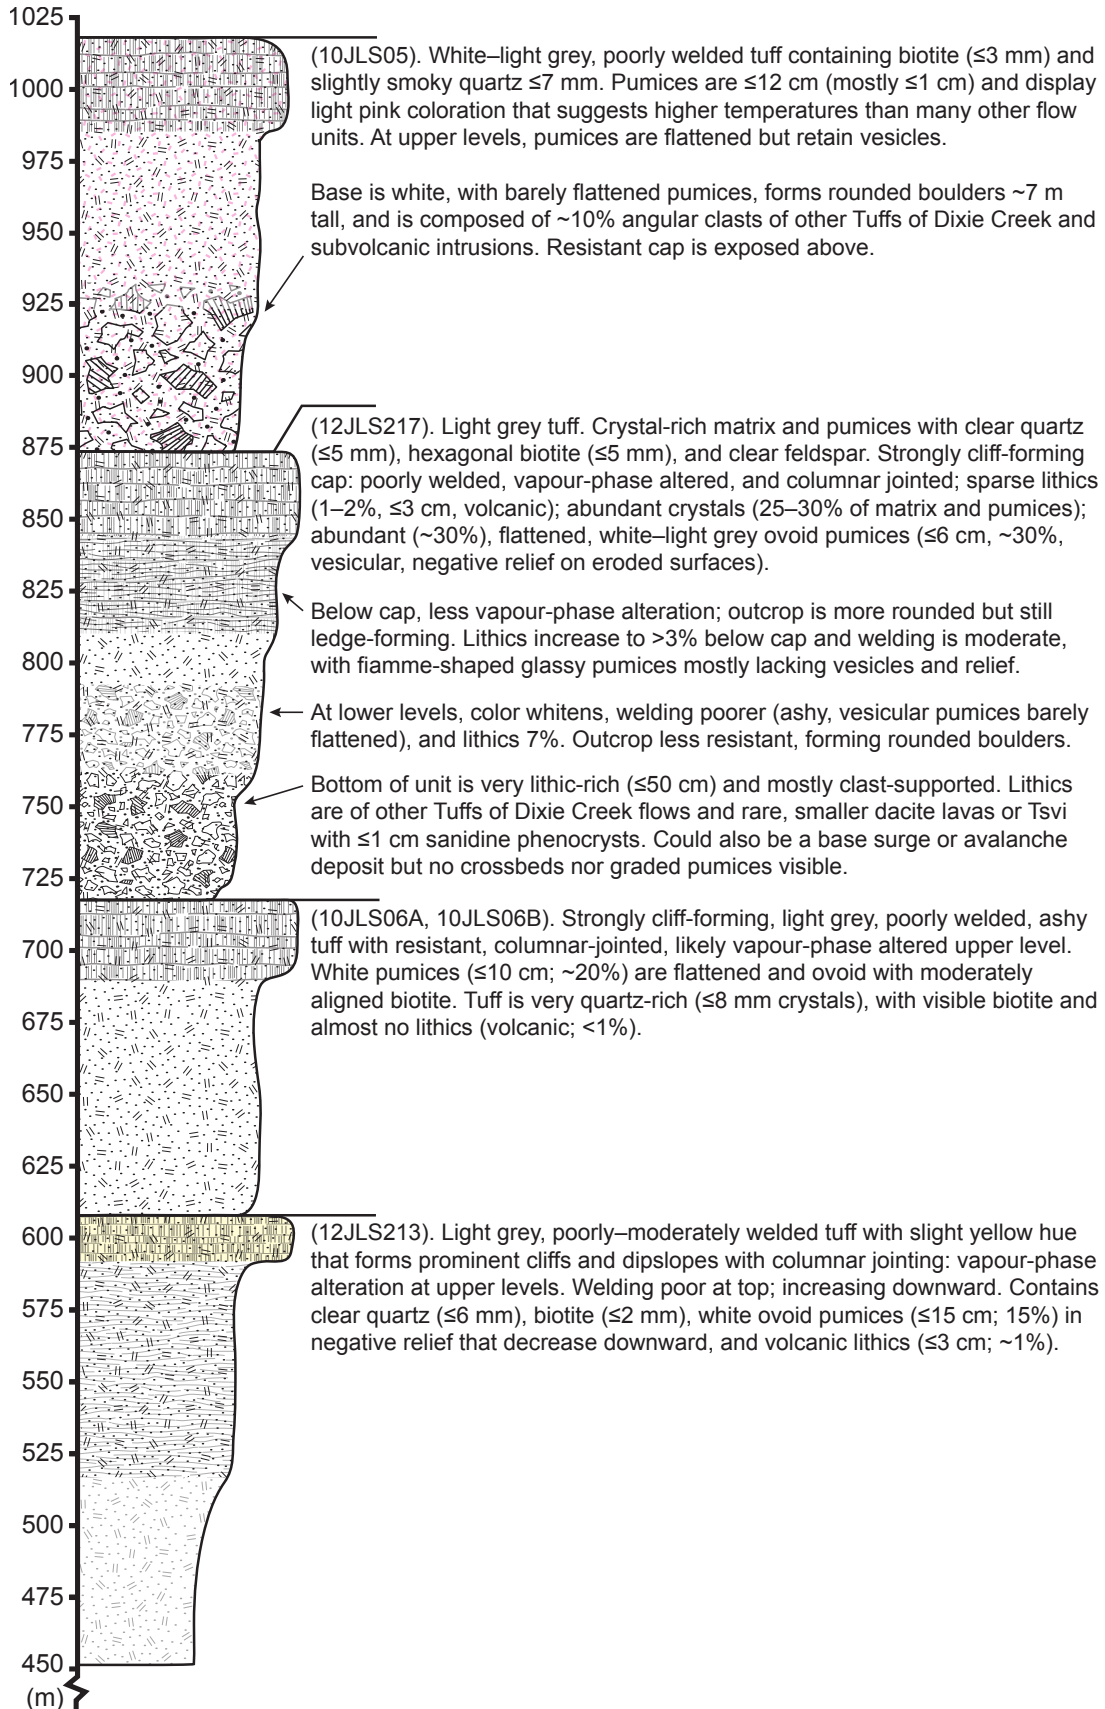 1025
(10JLS05). White–light grey, poorly welded tuff containing biotite (≤3 mm) and
slightly smoky quartz ≤7 mm. Pumices are ≤12 cm (mostly ≤1 cm) and display
light pink coloration that suggests higher temperatures than many other flow
units. At upper levels, pumices are flattened but retain vesicles.
1000
975
Base is white, with barely flattened pumices, forms rounded boulders ~7 m
tall, and is composed of ~10% angular clasts of other Tuffs of Dixie Creek and
subvolcanic intrusions. Resistant cap is exposed above.
950
925
900
875
(12JLS217). Light grey tuff. Crystal-rich matrix and pumices with clear quartz
(≤5 mm), hexagonal biotite (≤5 mm), and clear feldspar. Strongly cliff-forming
cap: poorly welded, vapour-phase altered, and columnar jointed; sparse lithics
(1–2%, ≤3 cm, volcanic); abundant crystals (25–30% of matrix and pumices);
abundant (~30%), flattened, white–light grey ovoid pumices (≤6 cm, ~30%,
vesicular, negative relief on eroded surfaces).
850
825
Below cap, less vapour-phase alteration; outcrop is more rounded but still
ledge-forming. Lithics increase to >3% below cap and welding is moderate,
with fiamme-shaped glassy pumices mostly lacking vesicles and relief.
800
At lower levels, color whitens, welding poorer (ashy, vesicular pumices barely
flattened), and lithics 7%. Outcrop less resistant, forming rounded boulders.
775
Bottom of unit is very lithic-rich (≤50 cm) and mostly clast-supported. Lithics
are of other Tuffs of Dixie Creek flows and rare, smaller dacite lavas or Tsvi
with ≤1 cm sanidine phenocrysts. Could also be a base surge or avalanche
deposit but no crossbeds nor graded pumices visible.
750
725
(10JLS06A, 10JLS06B). Strongly cliff-forming, light grey, poorly welded, ashy
tuff with resistant, columnar-jointed, likely vapour-phase altered upper level.
White pumices (≤10 cm; ~20%) are flattened and ovoid with moderately
aligned biotite. Tuff is very quartz-rich (≤8 mm crystals), with visible biotite and
almost no lithics (volcanic; <1%).
700
675
650
625
600
(12JLS213). Light grey, poorly–moderately welded tuff with slight yellow hue
that forms prominent cliffs and dipslopes with columnar jointing: vapour-phase
alteration at upper levels. Welding poor at top; increasing downward. Contains
clear quartz (≤6 mm), biotite (≤2 mm), white ovoid pumices (≤15 cm; 15%) in
negative relief that decrease downward, and volcanic lithics (≤3 cm; ~1%).
575
550
525
500
475
450
(m)